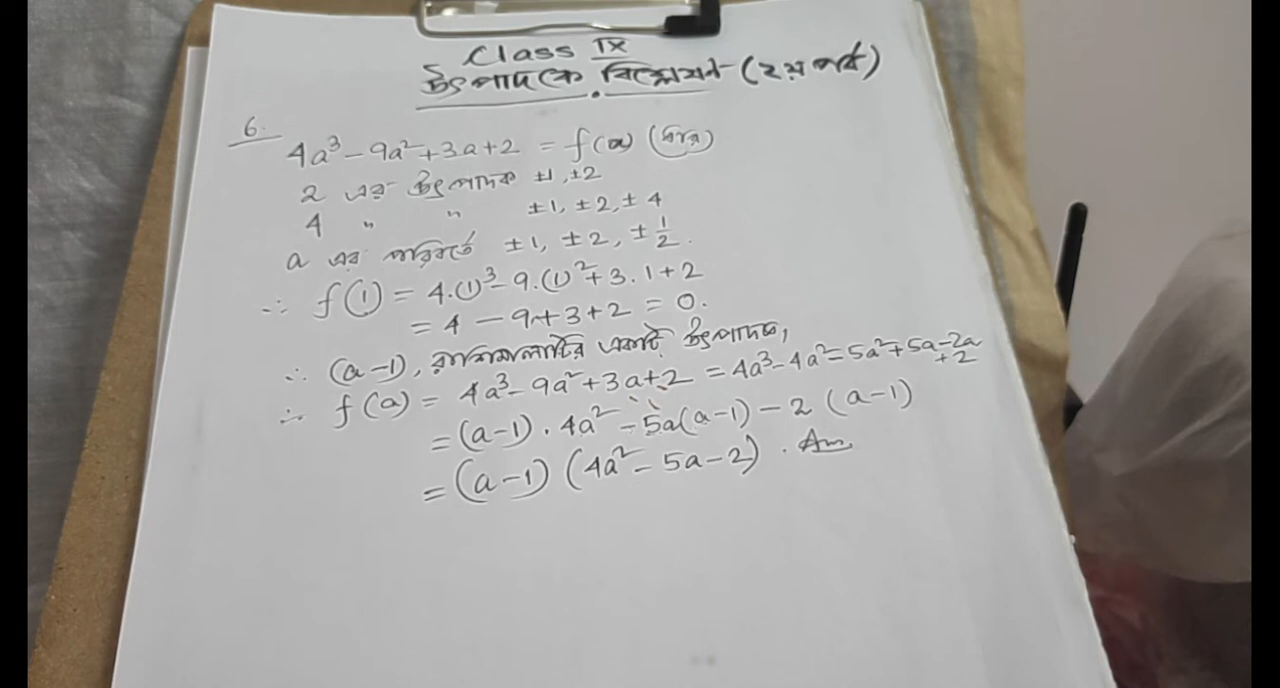 Class IX
উৎপাদকে বিশ্লেষণ (২য় পর্ব)
6.
4a³ - 9a² + 3a + 2 = f(a) (ধরি)
2 এর উৎপাদক ±1, ±2
4 " " ±1, ±2, ±4
a এর পরিবর্তে ±1, ±2, ±1/2.
∴ f(1) = 4.(1)³ - 9.(1)² + 3.1 + 2
= 4 - 9 + 3 + 2 = 0.
∴ (a-1), রাশিমালাটির একটি উৎপাদক,
∴ f(a) = 4a³ - 9a² + 3a + 2 = 4a³ - 4a² - 5a² + 5a - 2a
+ 2
= (a-1) . 4a² - 5a(a-1) - 2 (a-1)
= (a-1) (4a² - 5a - 2) . Ans.